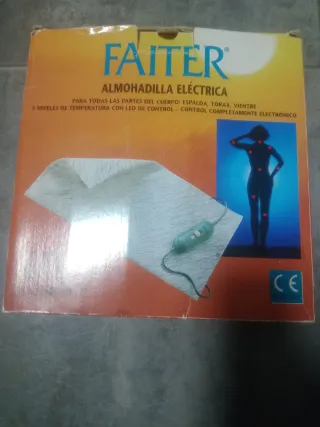 FAITER®
ALMOHADILLA ELÉCTRICA
PARA TODAS LAS PARTES DEL CUERPO: ESPALDA, TORAX, VIENTRE
3 NIVELES DE TEMPERATURA CON LED DE CONTROL - CONTROL COMPLETAMENTE ELECTRÓNICO
CE